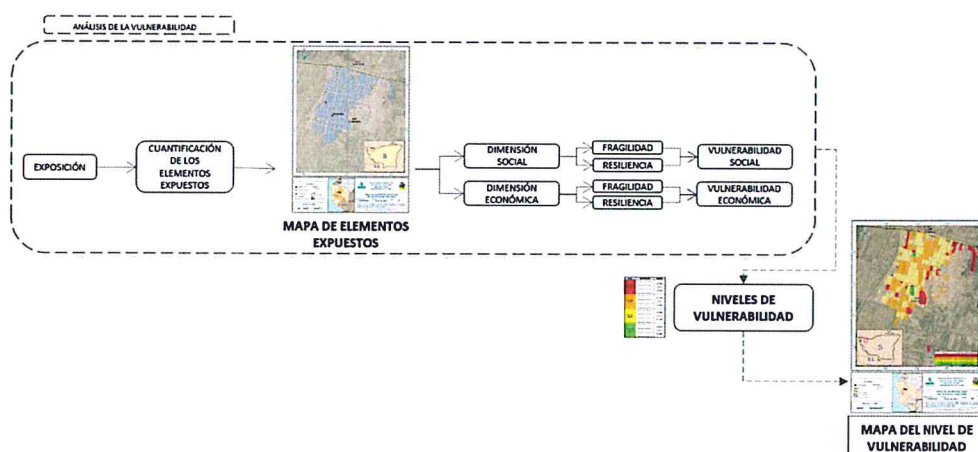 ANÁLISIS DE LA VULNERABILIDAD
EXPOSICIÓN
CUANTIFICACIÓN
DE LOS
ELEMENTOS
EXPUESTOS
MAPA DE ELEMENTOS
EXPUESTOS
DIMENSIÓN
SOCIAL
FRAGILIDAD
RESILIENCIA
VULNERABILIDAD
SOCIAL
DIMENSIÓN
ECONÓMICA
FRAGILIDAD
RESILIENCIA
VULNERABILIDAD
ECONÓMICA
NIVELES DE
VULNERABILIDAD
MAPA DEL NIVEL DE
VULNERABILIDAD